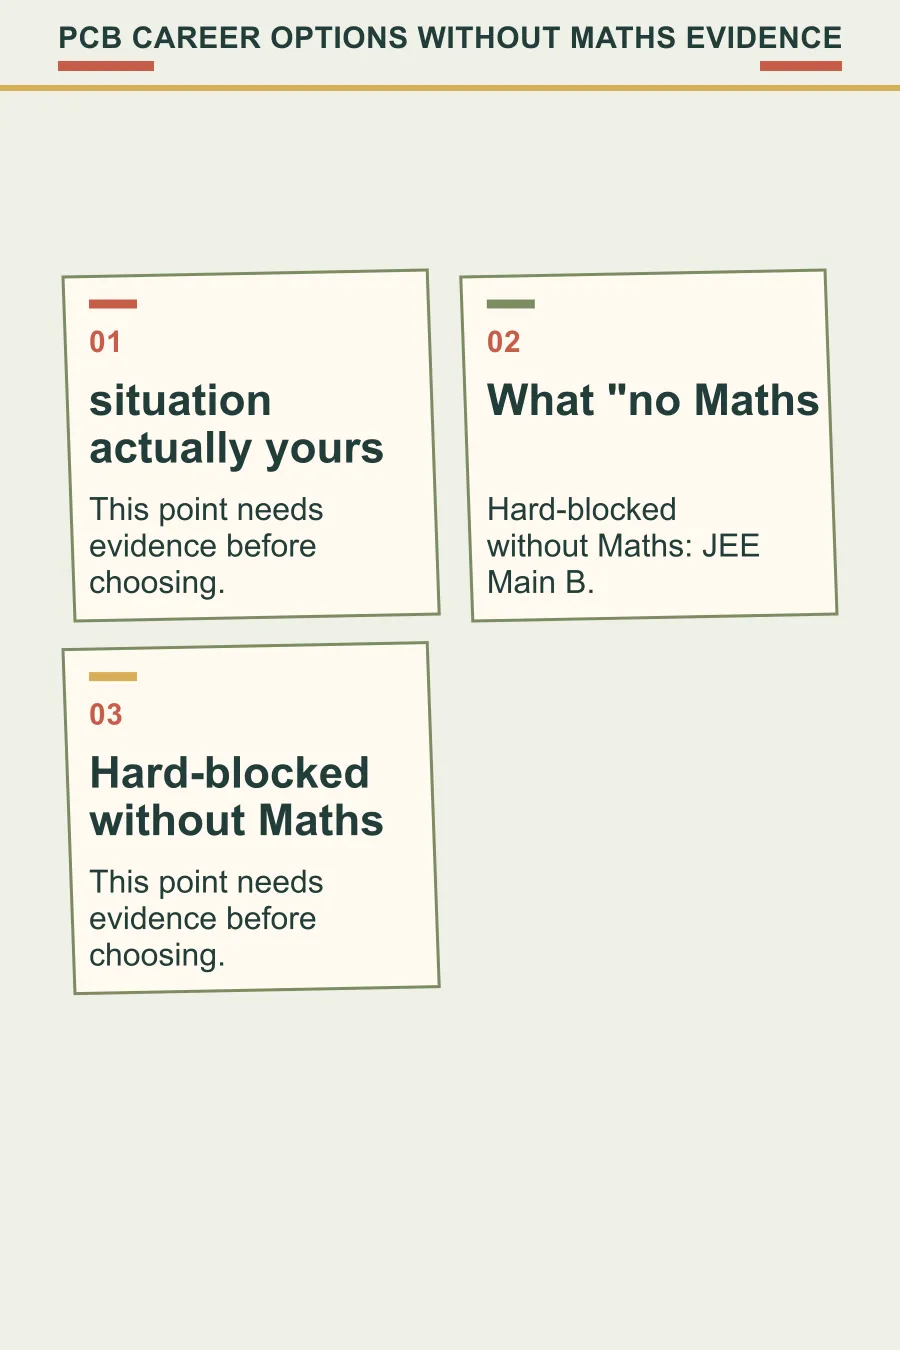 PCB CAREER OPTIONS WITHOUT MATHS EVIDENCE
01
situation
actually yours
This point needs
evidence before
choosing.
02
What "no Maths
Hard-blocked
without Maths: JEE
Main B.
03
Hard-blocked
without Maths
This point needs
evidence before
choosing.